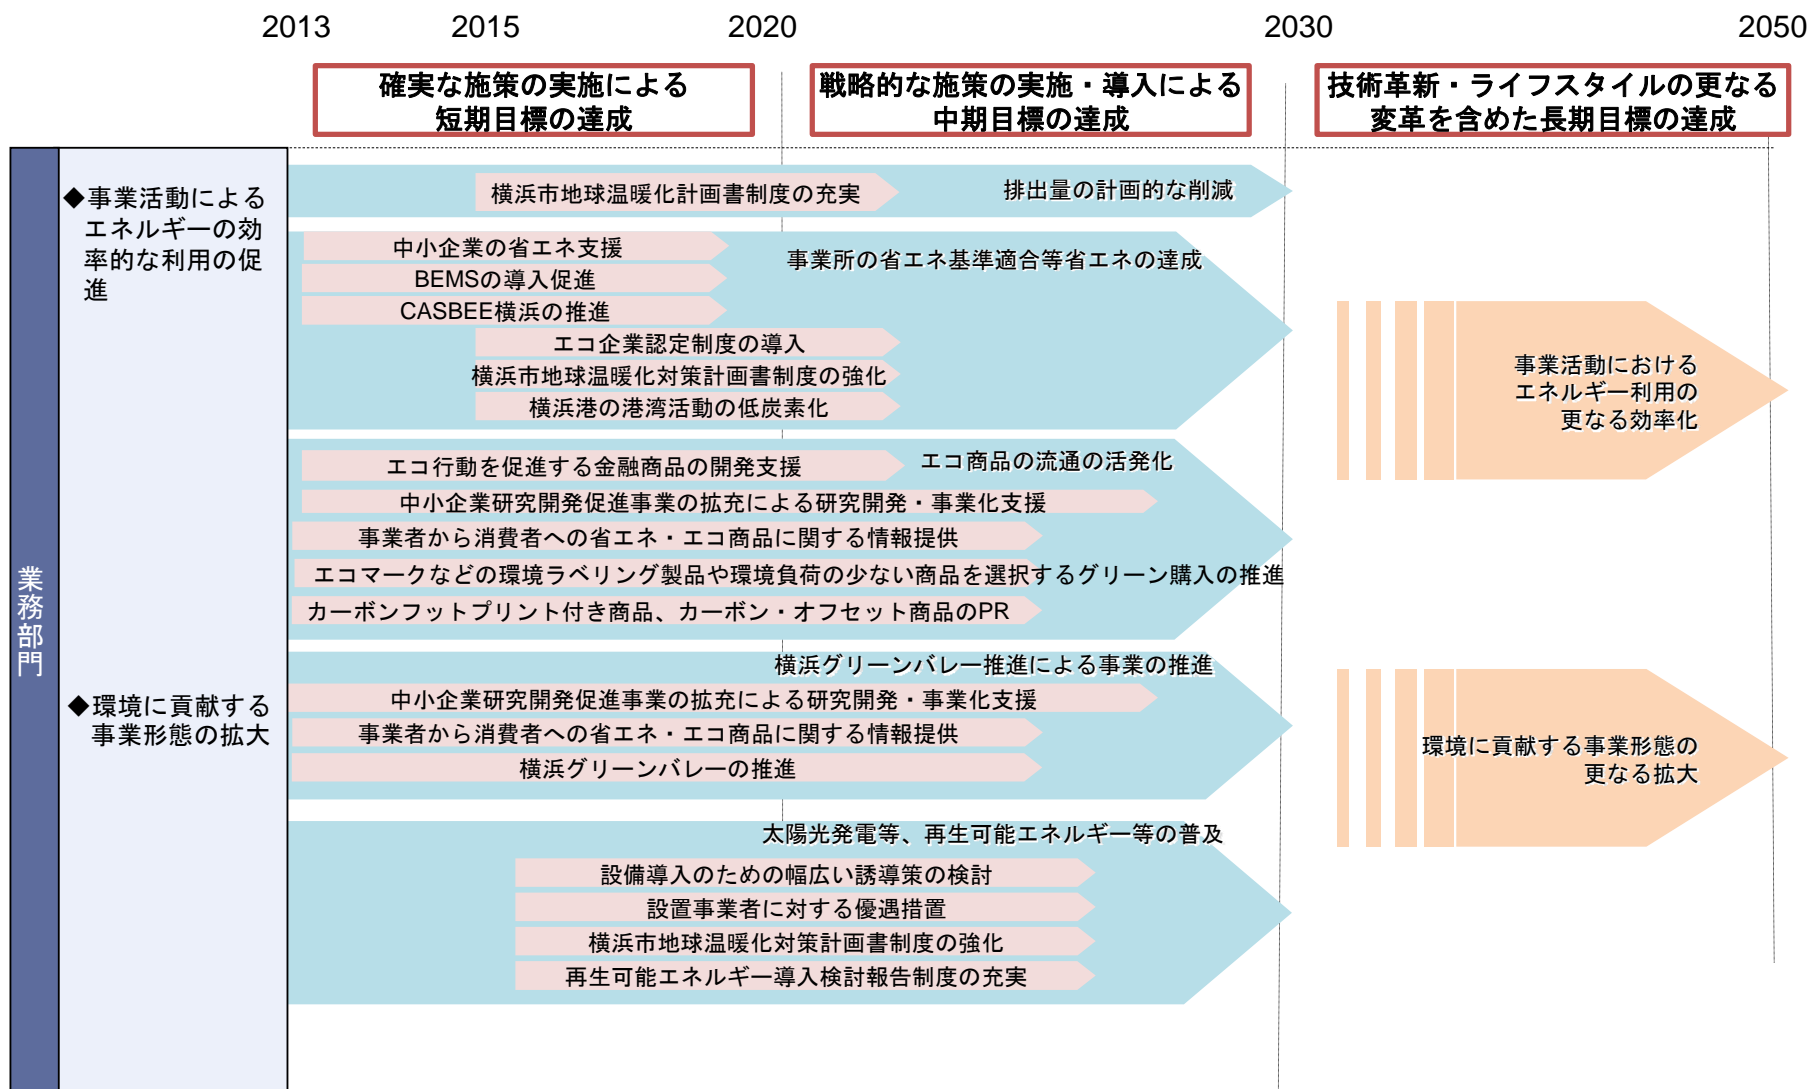 2013 2015 2020 2030 2050
確実な施策の実施による
短期目標の達成
戦略的な施策の実施・導入による
中期目標の達成
技術革新・ライフスタイルの更なる
変革を含めた長期目標の達成
業務部門
◆事業活動による
エネルギーの効
率的な利用の促
進
横浜市地球温暖化計画書制度の充実
排出量の計画的な削減
中小企業の省エネ支援
事業所の省エネ基準適合等省エネの達成
BEMSの導入促進
CASBEE横浜の推進
エコ企業認定制度の導入
横浜市地球温暖化対策計画書制度の強化
横浜港の港湾活動の低炭素化
事業活動における
エネルギー利用の
更なる効率化
エコ行動を促進する金融商品の開発支援
エコ商品の流通の活発化
中小企業研究開発促進事業の拡充による研究開発・事業化支援
事業者から消費者への省エネ・エコ商品に関する情報提供
エコマークなどの環境ラベリング製品や環境負荷の少ない商品を選択するグリーン購入の推進
カーボンフットプリント付き商品、カーボン・オフセット商品のPR
◆環境に貢献する
事業形態の拡大
横浜グリーンバレー推進による事業の推進
中小企業研究開発促進事業の拡充による研究開発・事業化支援
事業者から消費者への省エネ・エコ商品に関する情報提供
横浜グリーンバレーの推進
環境に貢献する事業形態の
更なる拡大
太陽光発電等、再生可能エネルギー等の普及
設備導入のための幅広い誘導策の検討
設置事業者に対する優遇措置
横浜市地球温暖化対策計画書制度の強化
再生可能エネルギー導入検討報告制度の充実